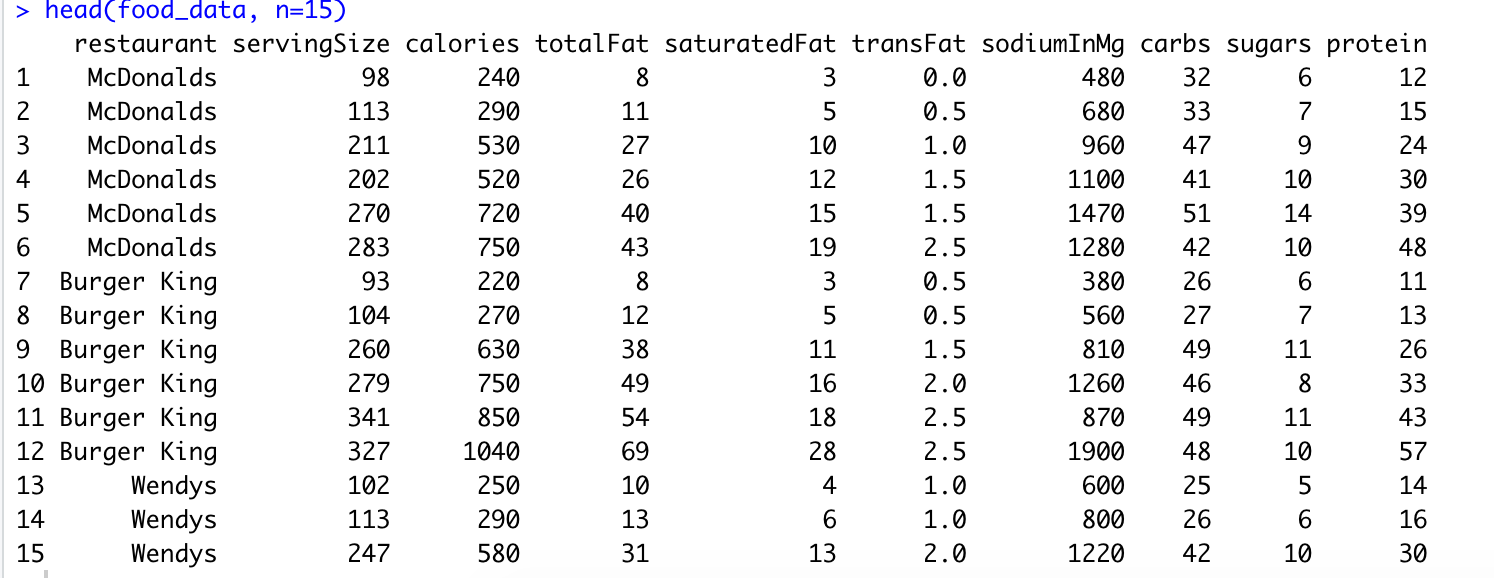 > head(food_data, n=15)
restaurant servingSize calories totalFat saturatedFat transFat sodiumInMg carbs sugars protein
1 McDonalds 98 240 8 3 0.0 480 32 6 12
2 McDonalds 113 290 11 5 0.5 680 33 7 15
3 McDonalds 211 530 27 10 1.0 960 47 9 24
4 McDonalds 202 520 26 12 1.5 1100 41 10 30
5 McDonalds 270 720 40 15 1.5 1470 51 14 39
6 McDonalds 283 750 43 19 2.5 1280 42 10 48
7 Burger King 93 220 8 3 0.5 380 26 6 11
8 Burger King 104 270 12 5 0.5 560 27 7 13
9 Burger King 260 630 38 11 1.5 810 49 11 26
10 Burger King 279 750 49 16 2.0 1260 46 8 33
11 Burger King 341 850 54 18 2.5 870 49 11 43
12 Burger King 327 1040 69 28 2.5 1900 48 10 57
13 Wendys 102 250 10 4 1.0 600 25 5 14
14 Wendys 113 290 13 6 1.0 800 26 6 16
15 Wendys 247 580 31 13 2.0 1220 42 10 30